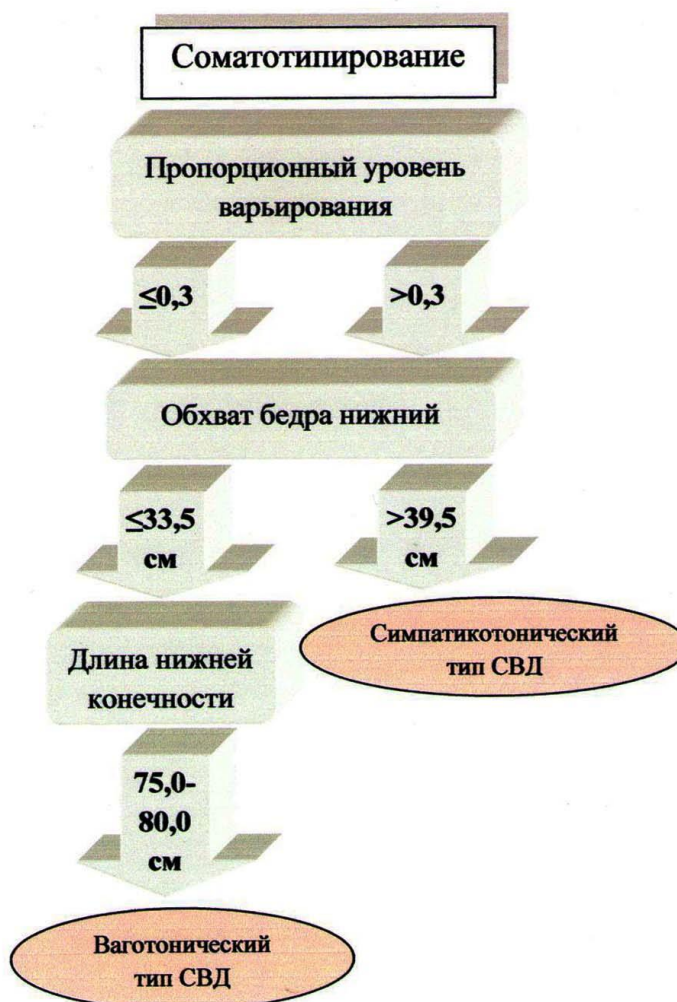 Соматотипирование
Пропорционный уровень
варьирования
≤0,3
>0,3
Обхват бедра нижний
≤33,5
см
>39,5
см
Симпатикотонический
тип СВД
Длина нижней
конечности
75,0-
80,0
см
Ваготонический
тип СВД